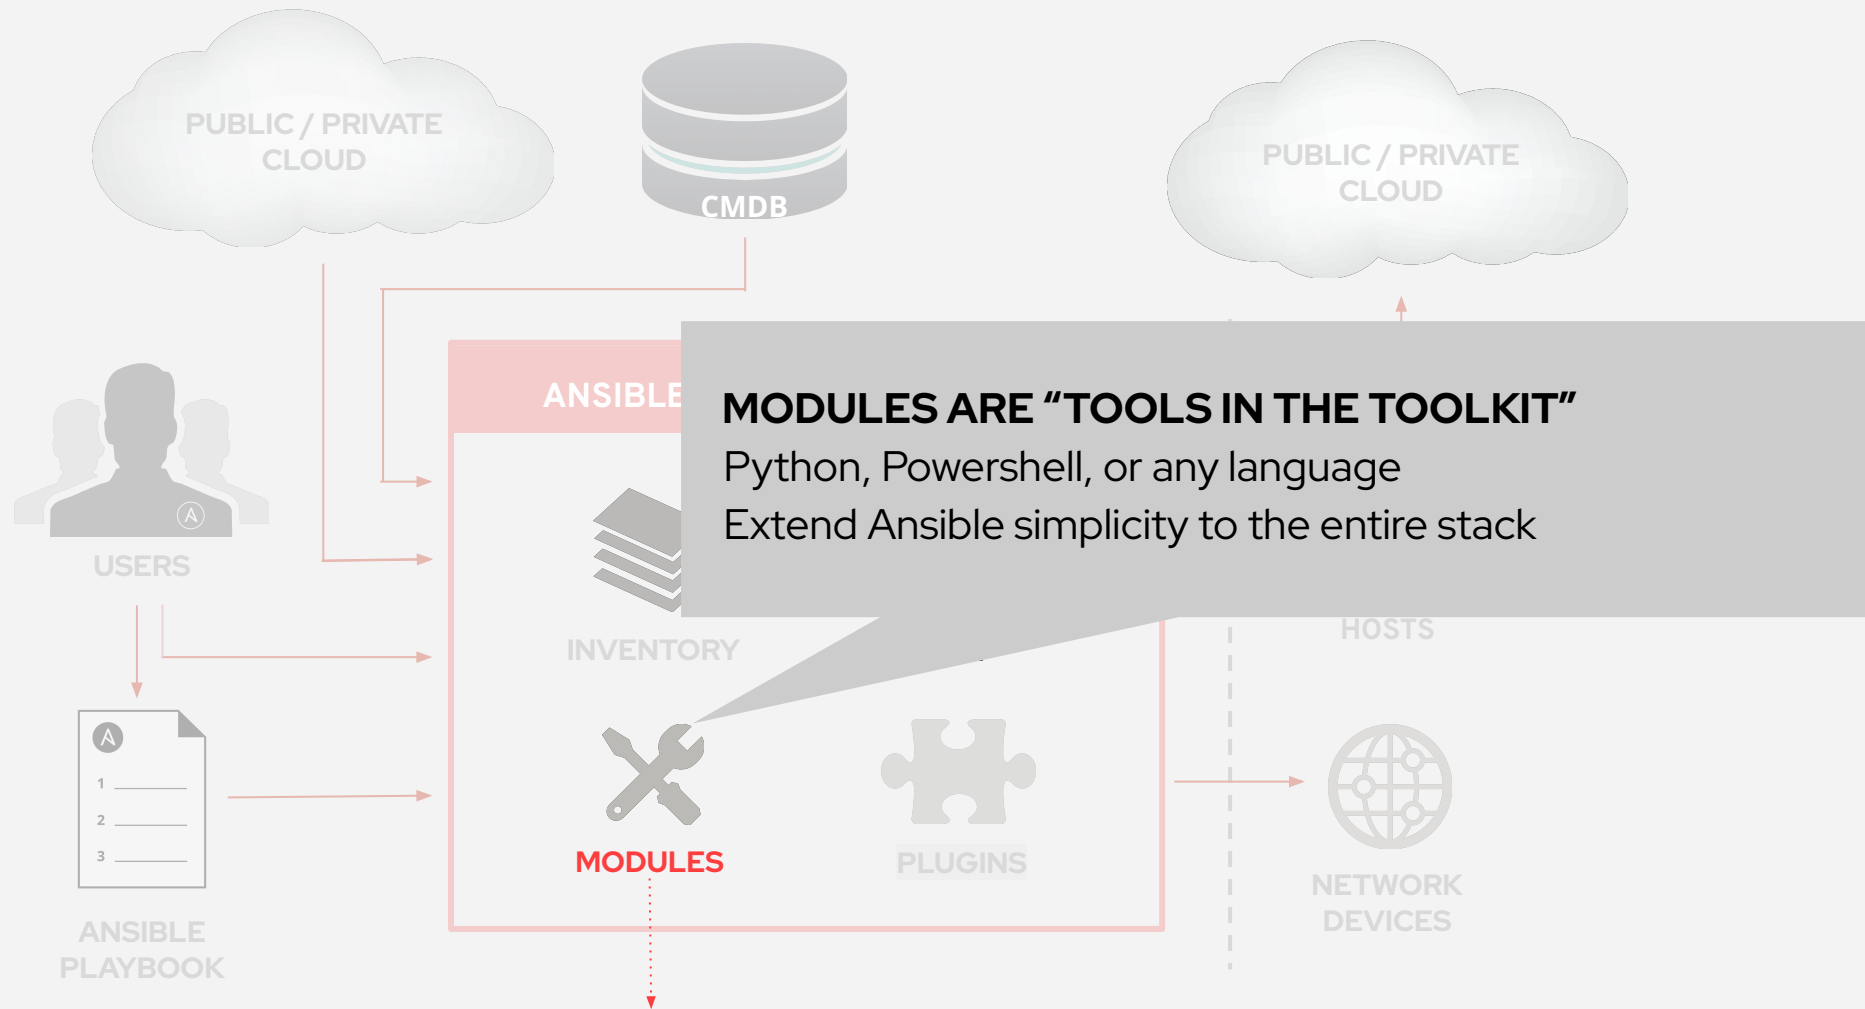 PUBLIC / PRIVATE
CLOUD
CMDB
PUBLIC / PRIVATE
CLOUD
ANSIBLE
MODULES ARE “TOOLS IN THE TOOLKIT”
Python, Powershell, or any language
Extend Ansible simplicity to the entire stack
USERS
INVENTORY
HOSTS
1
2
3
MODULES
PLUGINS
NETWORK
DEVICES
ANSIBLE
PLAYBOOK